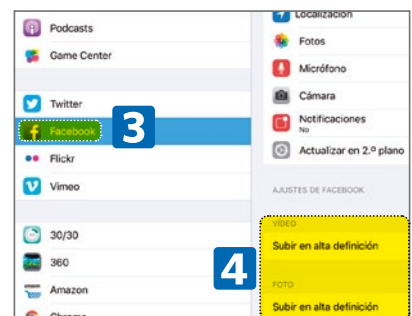 Podcasts
Game Center
Twitter
3
Facebook
Flickr
Vimeo
30/30
360
Amazon
Chrome
Localización
Fotos
Micrófono
Cámara
Notificaciones
No
Actualizar en 2.º plano
AJUSTES DE FACEBOOK
VÍDEO
Subir en alta definición
4
FOTO
Subir en alta definición